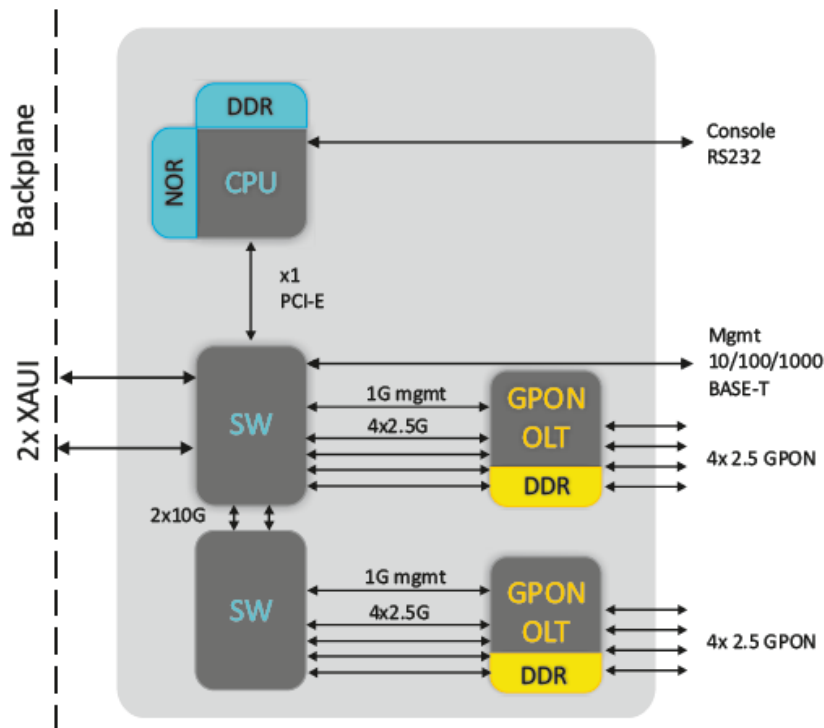 Backplane
DDR
NOR
CPU
Console
RS232
x1
PCI-E
2x XAUI
SW
Mgmt
10/100/1000
BASE-T
1G mgmt
4x2.5G
GPON
OLT
DDR
4x 2.5 GPON
2x10G
SW
1G mgmt
4x2.5G
GPON
OLT
DDR
4x 2.5 GPON